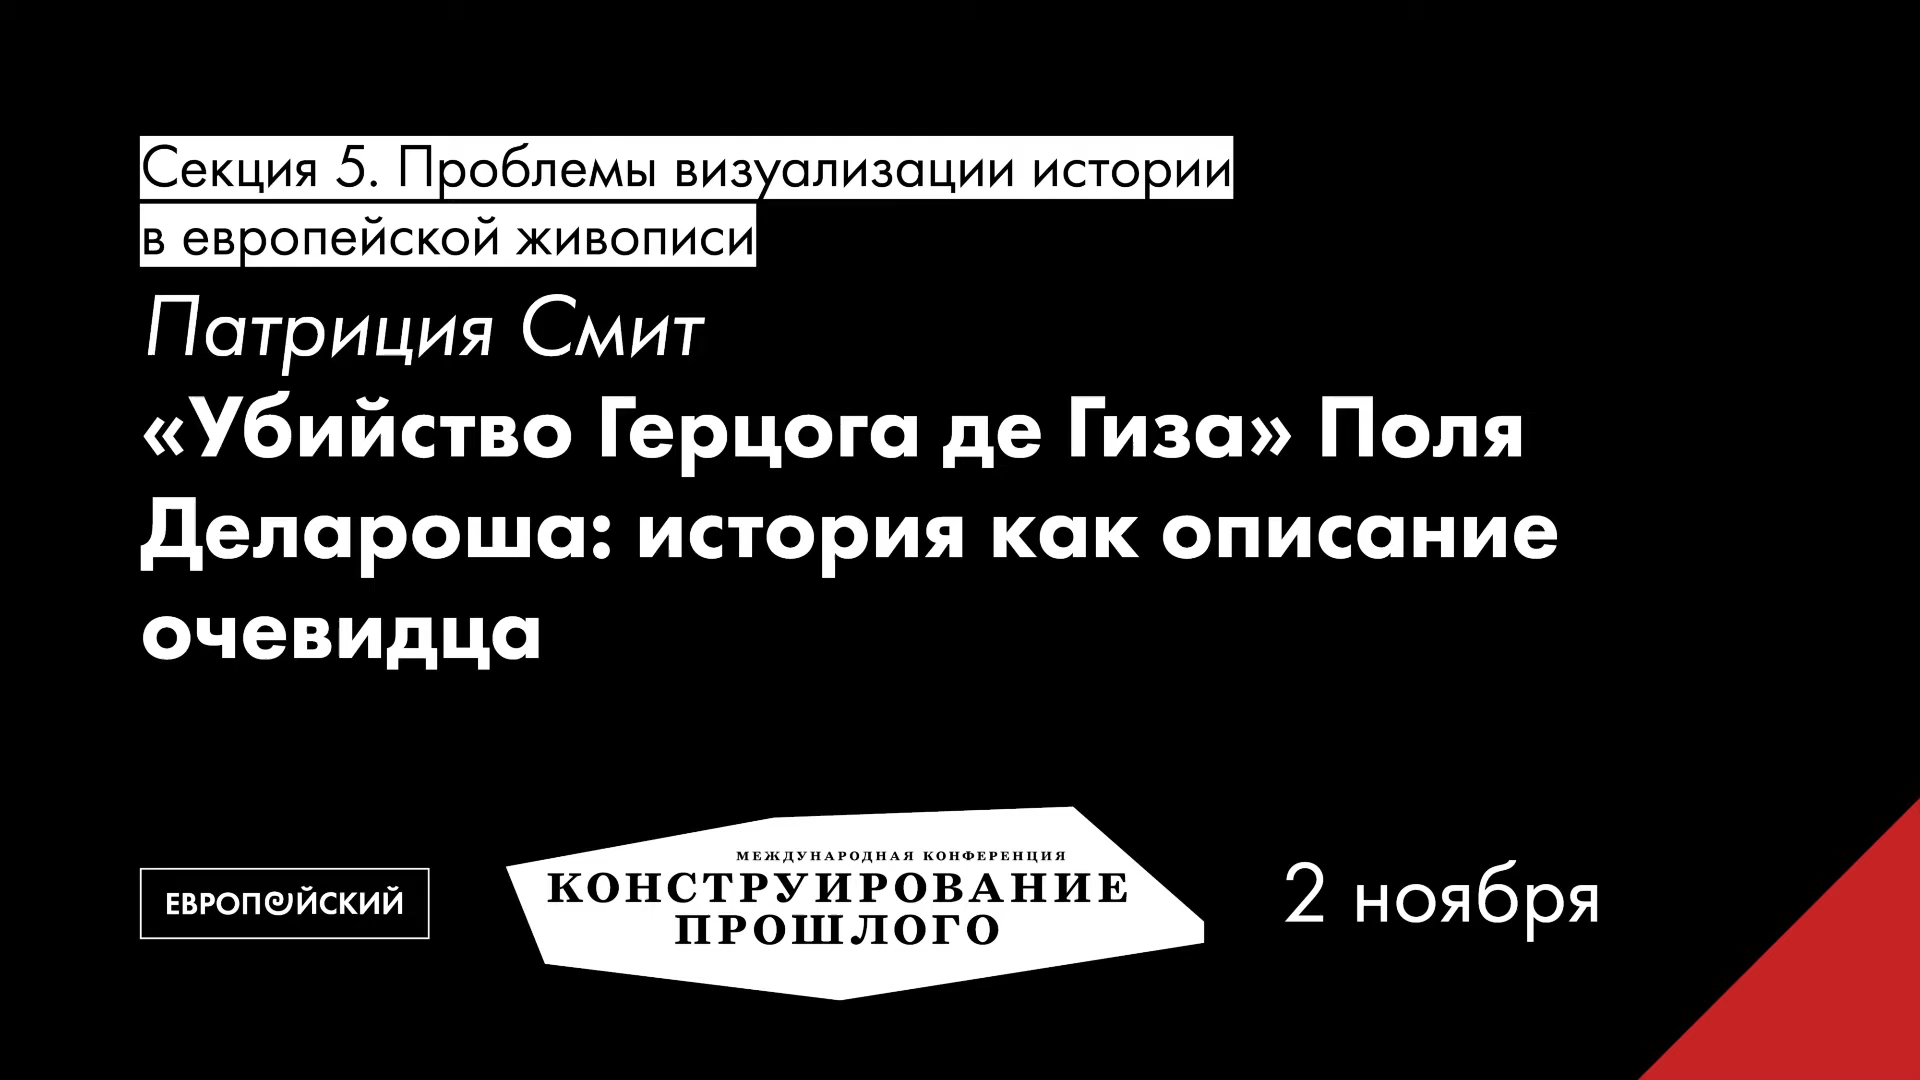 Секция 5. Проблемы визуализации истории
в европейской живописи
Патриция Смит
«Убийство Герцога де Гиза» Поля
Делароша: история как описание
очевидца
ЕВРОПЕЙСКИЙ
МЕЖДУНАРОДНАЯ КОНФЕРЕНЦИЯ
КОНСТРУИРОВАНИЕ
ПРОШЛОГО
2 ноября